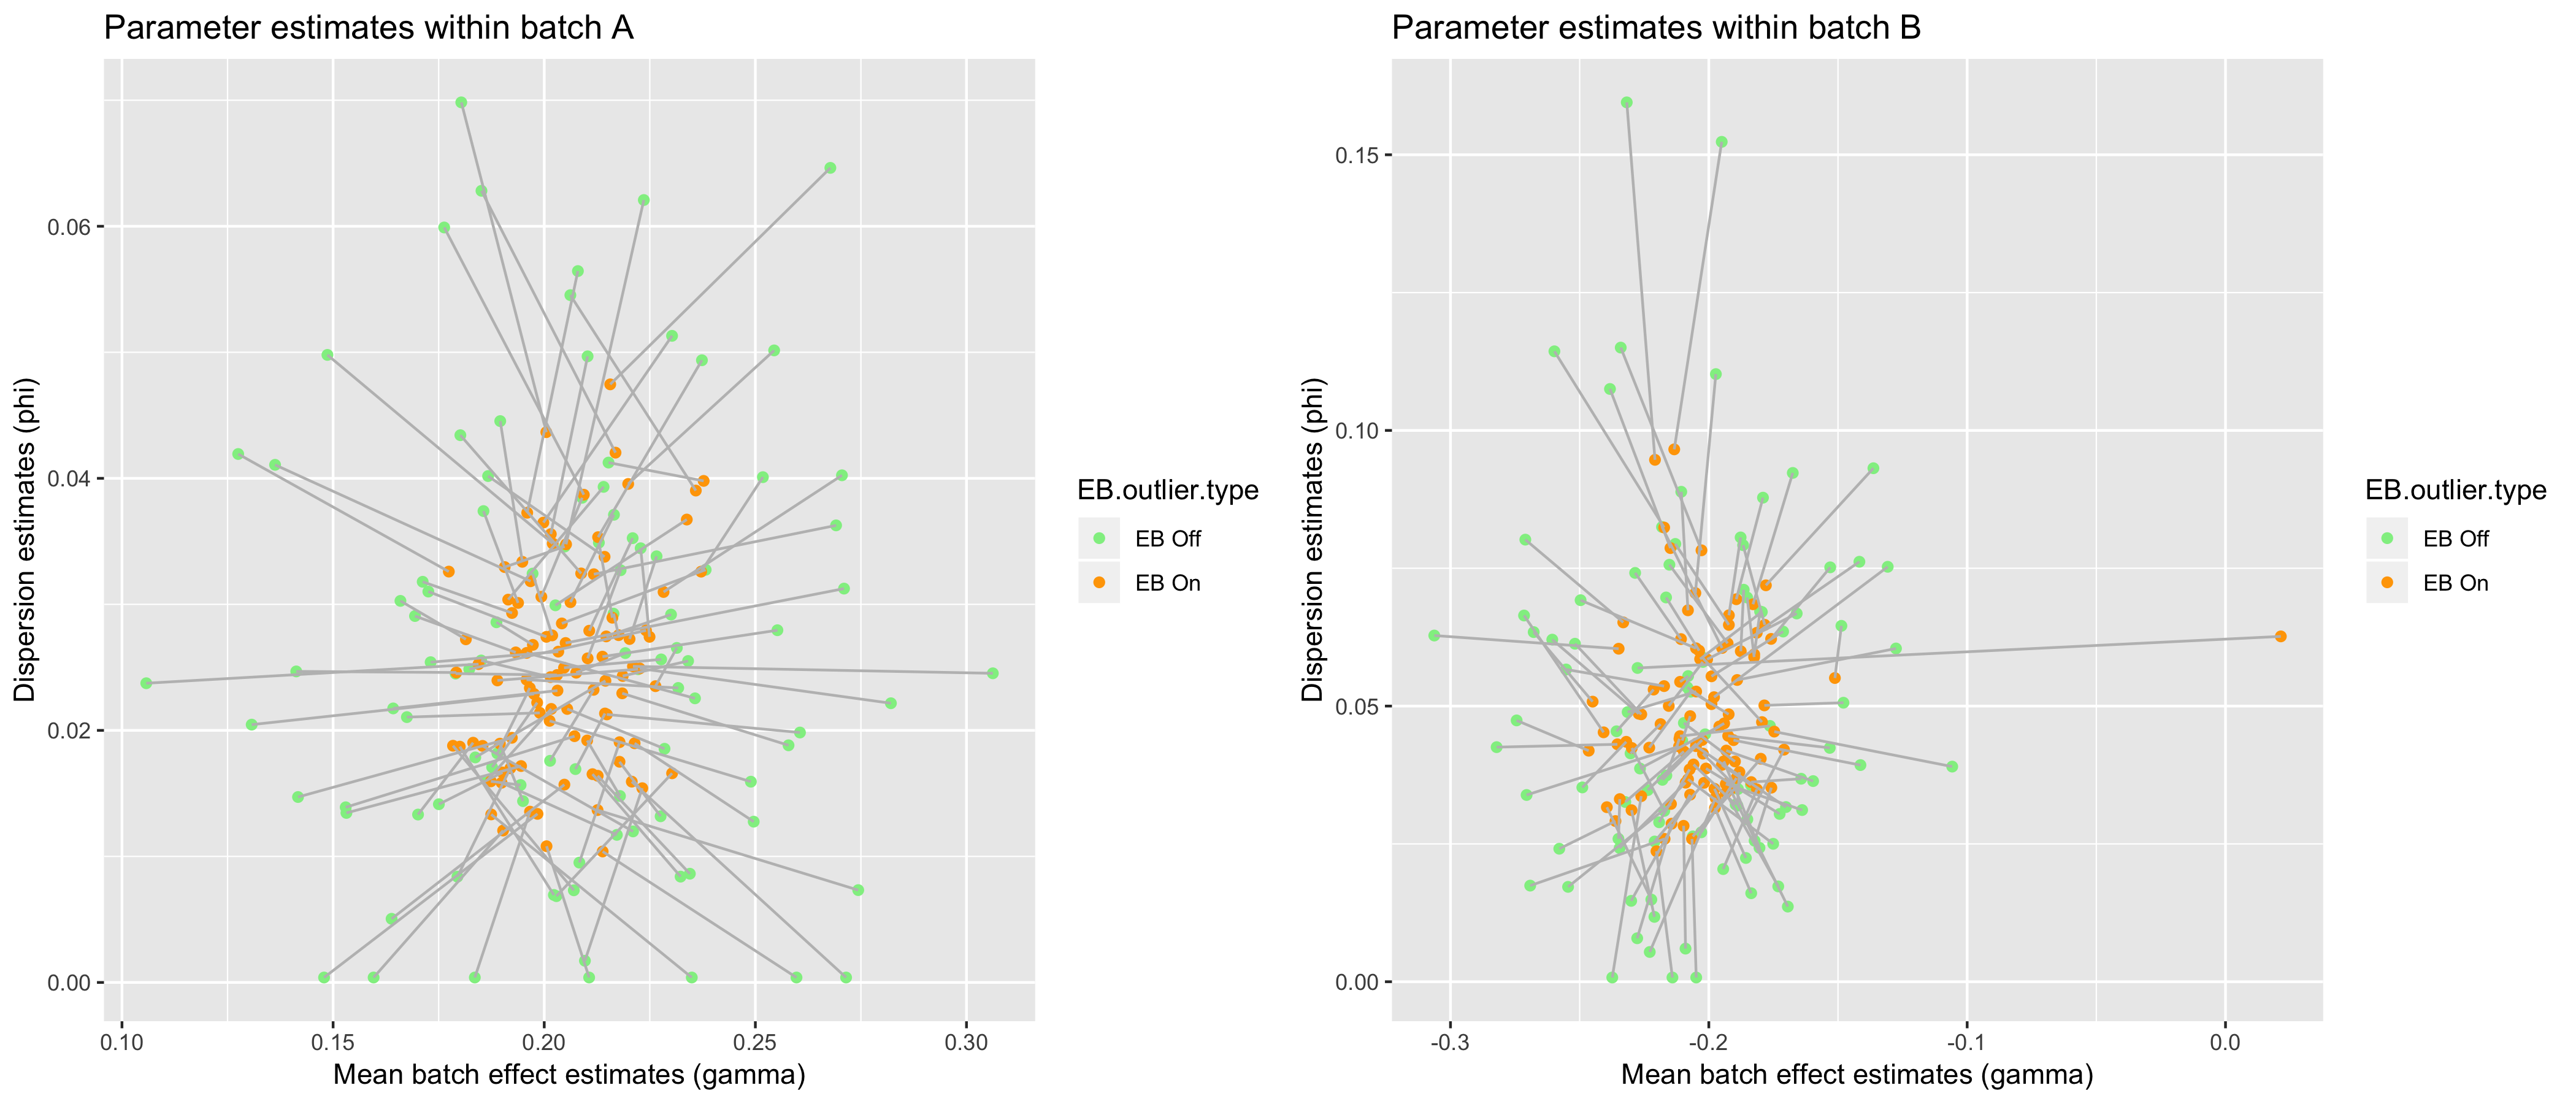 Parameter estimates within batch A
Dispersion estimates (phi)
0.06
0.04
0.02
0.00
0.10 0.15 0.20 0.25 0.30
Mean batch effect estimates (gamma)
EB.outlier.type
EB Off
EB On
Parameter estimates within batch B
Dispersion estimates (phi)
0.15
0.10
0.05
0.00
-0.3 -0.2 -0.1 0.0
Mean batch effect estimates (gamma)
EB.outlier.type
EB Off
EB On